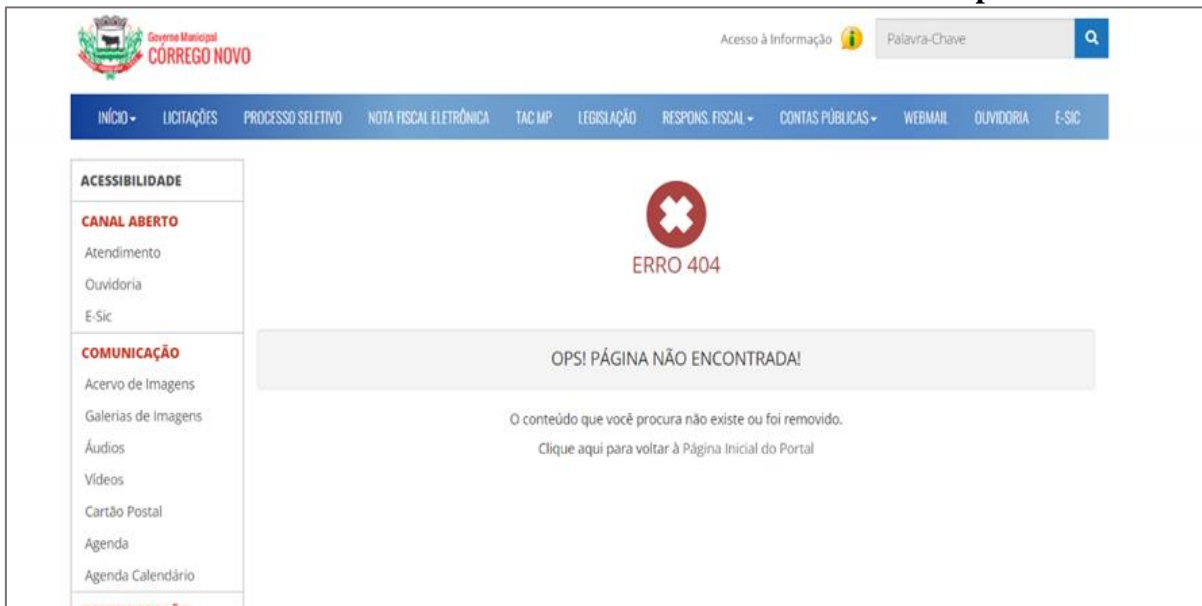 Governo Municipal
CÓRREGO NOVO
Acesso à Informação
Palavra-Chave
INÍCIO LICITAÇÕES PROCESSO SELETIVO NOTA FISCAL ELETRÔNICA TAC MP LEGISLAÇÃO RESPONS. FISCAL CONTAS PÚBLICAS WEBMAIL OUVIDORIA E-SIC
ACESSIBILIDADE
CANAL ABERTO
Atendimento
Ouvidoria
E-Sic
COMUNICAÇÃO
Acervo de Imagens
Galerias de Imagens
Áudios
Vídeos
Cartão Postal
Agenda
Agenda Calendário
ERRO 404
OPS! PÁGINA NÃO ENCONTRADA!
O conteúdo que você procura não existe ou foi removido.
Clique aqui para voltar à Página Inicial do Portal